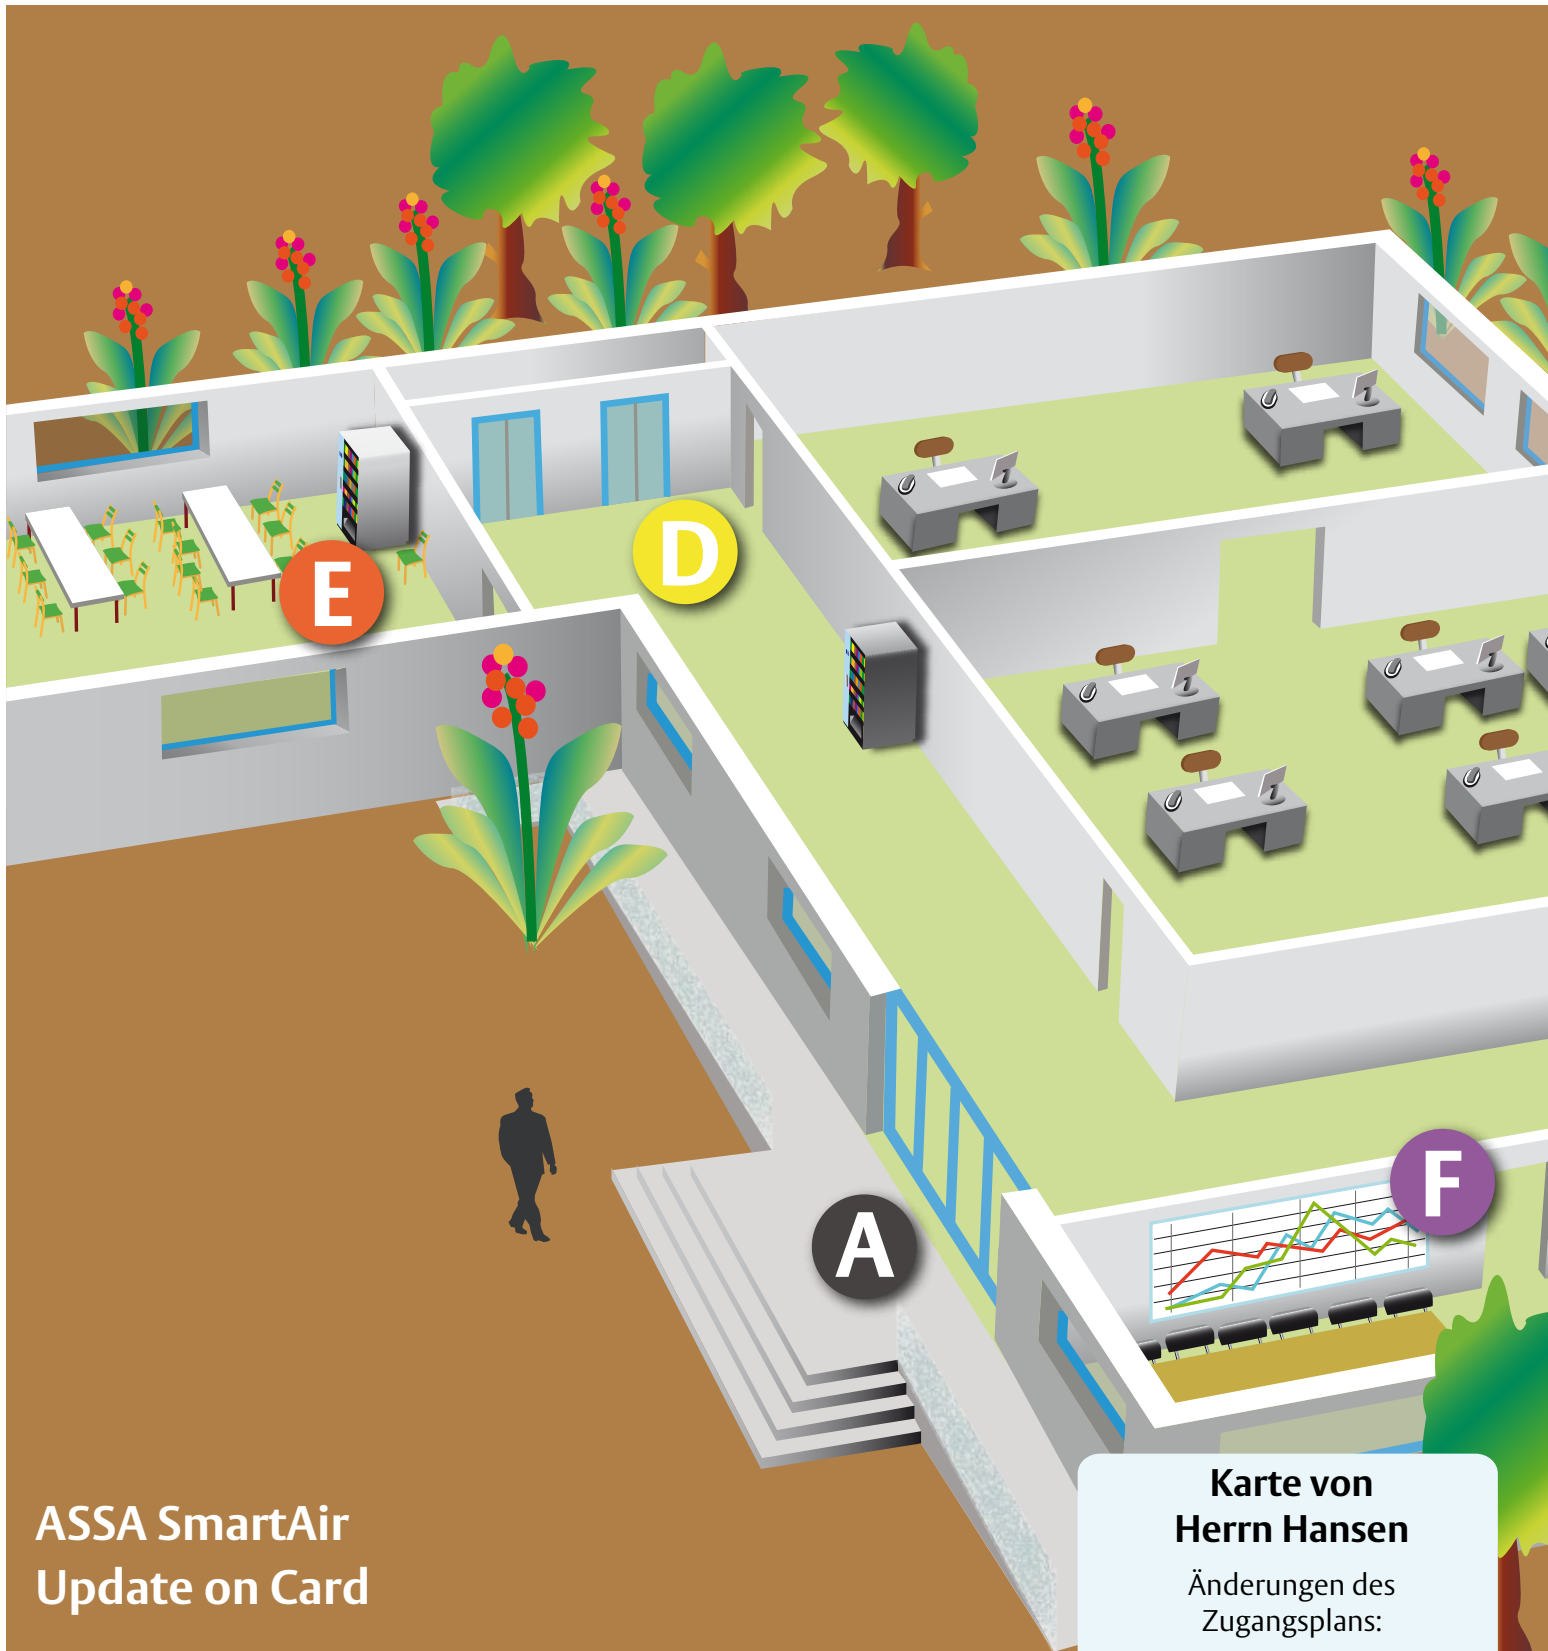 E
D
F
A
ASSA SmartAir
Update on Card
Karte von
Herrn Hansen
Änderungen des
Zugangsplans: